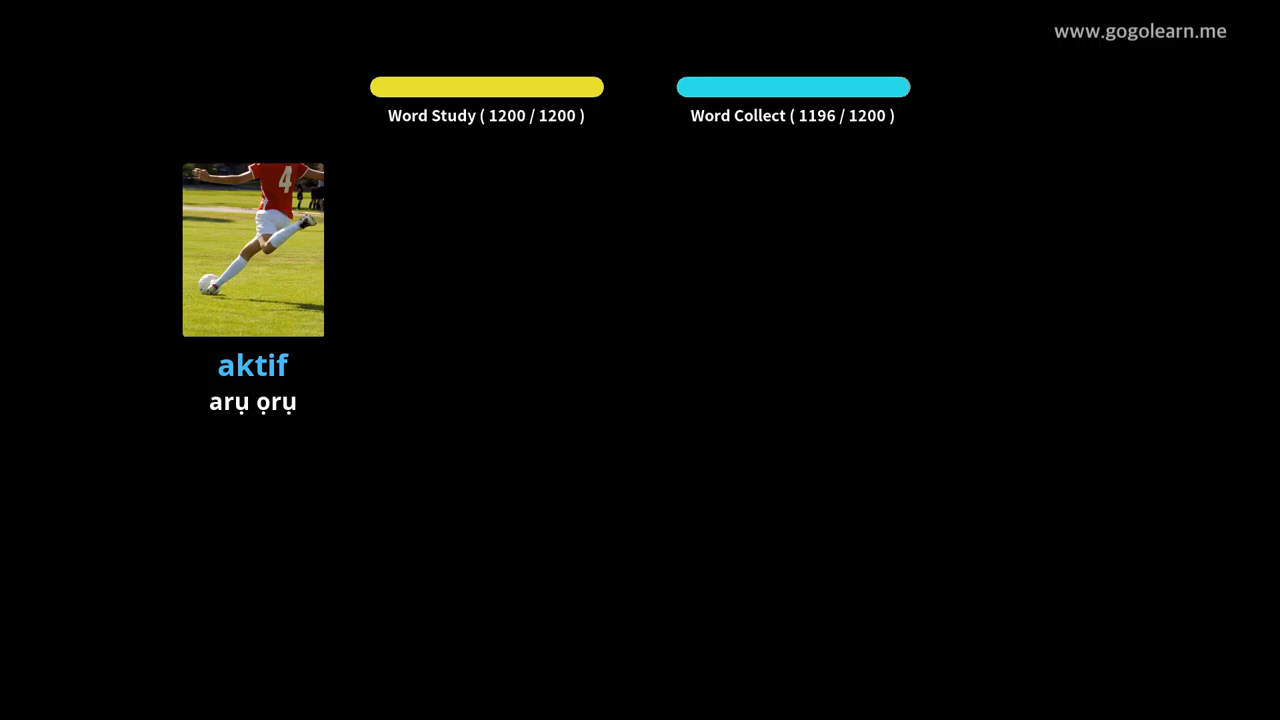 www.gogolearn.me
Word Study ( 1200 / 1200 )
Word Collect ( 1196 / 1200 )
4
aktif
arụ ọrụ